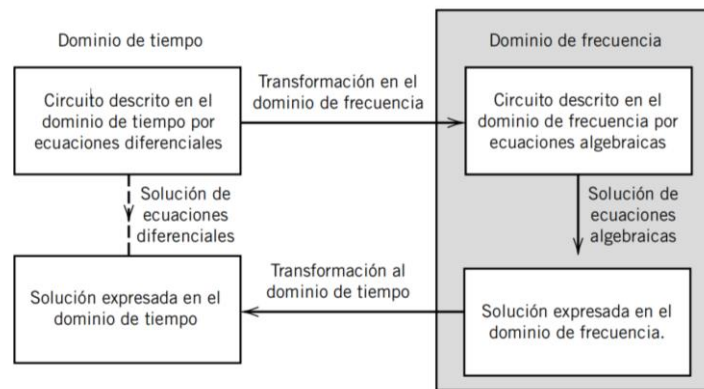 Dominio de tiempo
Dominio de frecuencia
Circuito descrito en el
dominio de tiempo por
ecuaciones diferenciales
Transformación en el
dominio de frecuencia
Circuito descrito en el
dominio de frecuencia por
ecuaciones algebraicas
Solución de
ecuaciones
diferenciales
Solución de
ecuaciones
algebraicas
Solución expresada en el
dominio de tiempo
Transformación al
dominio de tiempo
Solución expresada en el
dominio de frecuencia.